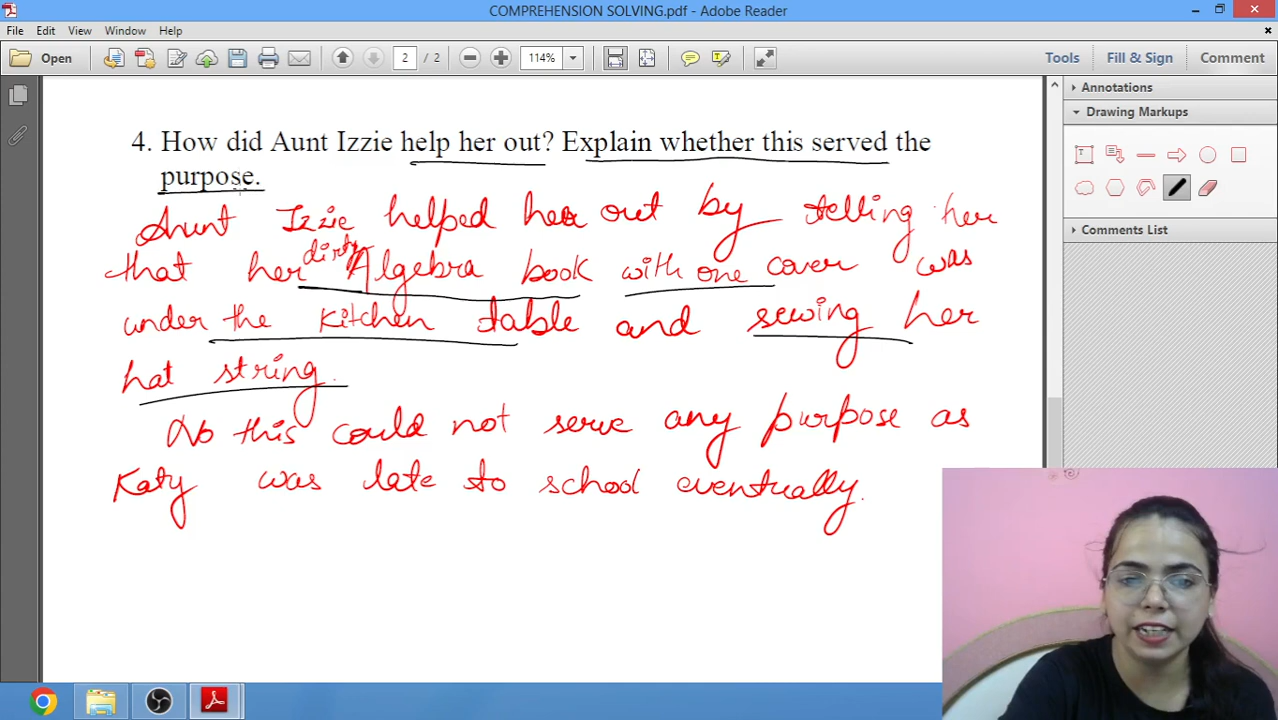 COMPREHENSION SOLVING.pdf - Adobe Reader
File Edit View Window Help
Open 2 / 2 114% Tools Fill & Sign Comment
Annotations
Drawing Markups
Comments List
4. How did Aunt Izzie help her out? Explain whether this served the
purpose.
Aunt Izzie helped her out by telling her
that her dirty Algebra book with one cover was
under the kitchen table and sewing her
hat string.
No this could not serve any purpose as
Katy was late to school eventually.